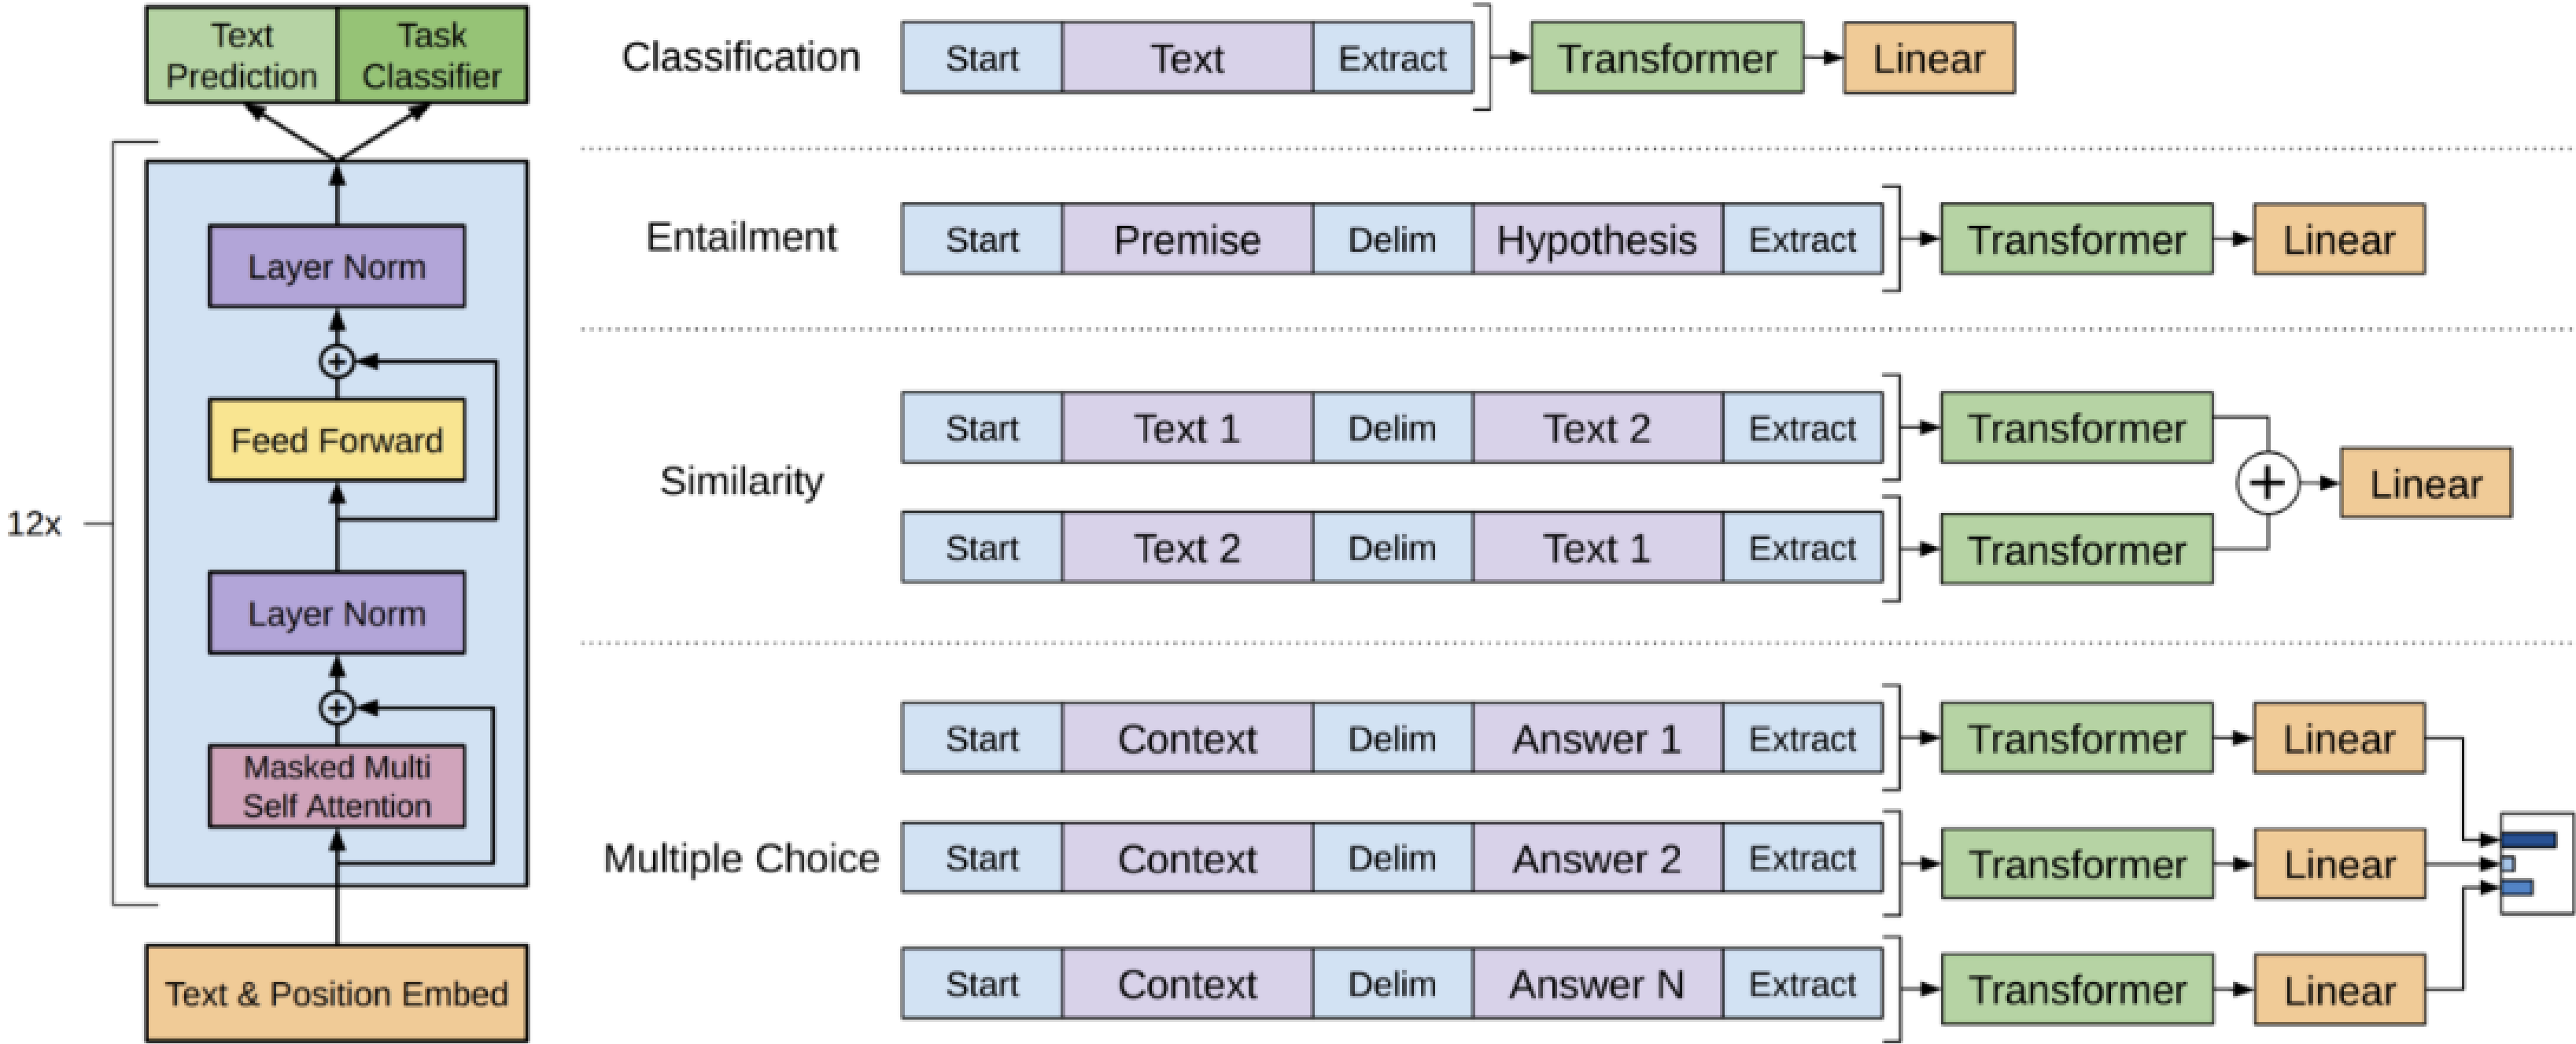 Text
Prediction
Task
Classifier
Layer Norm
Feed Forward
12x
Layer Norm
Masked Multi
Self Attention
Text & Position Embed
Classification
Start Text Extract Transformer Linear
Entailment
Start Premise Delim Hypothesis Extract Transformer Linear
Similarity
Start Text 1 Delim Text 2 Extract Transformer
Start Text 2 Delim Text 1 Extract Transformer
Linear
Multiple Choice
Start Context Delim Answer 1 Extract Transformer Linear
Start Context Delim Answer 2 Extract Transformer Linear
Start Context Delim Answer N Extract Transformer Linear